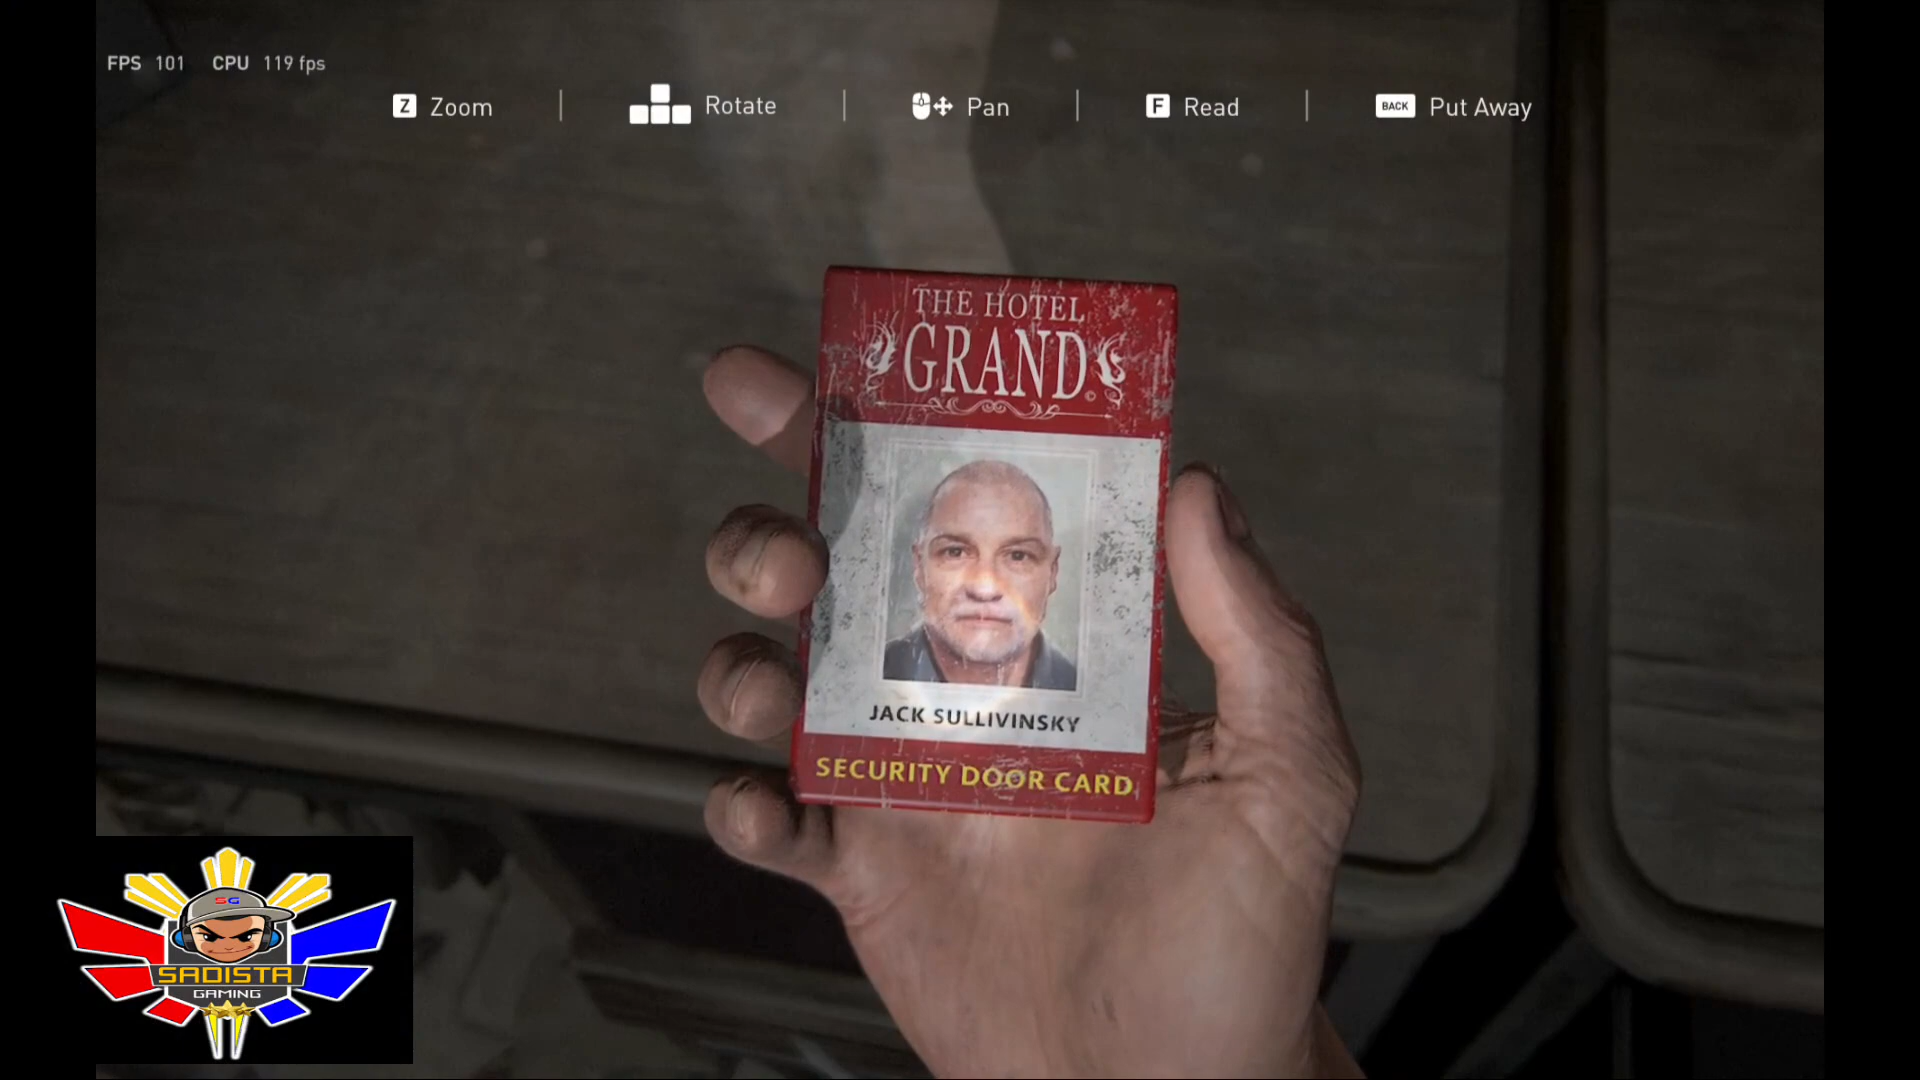 FPS 101 CPU 119 fps
Z Zoom
Rotate
Pan
F Read
BACK Put Away
THE HOTEL
GRAND
©
JACK SULLIVINSKY
SECURITY DOOR CARD
SG
SADISTA
GAMING